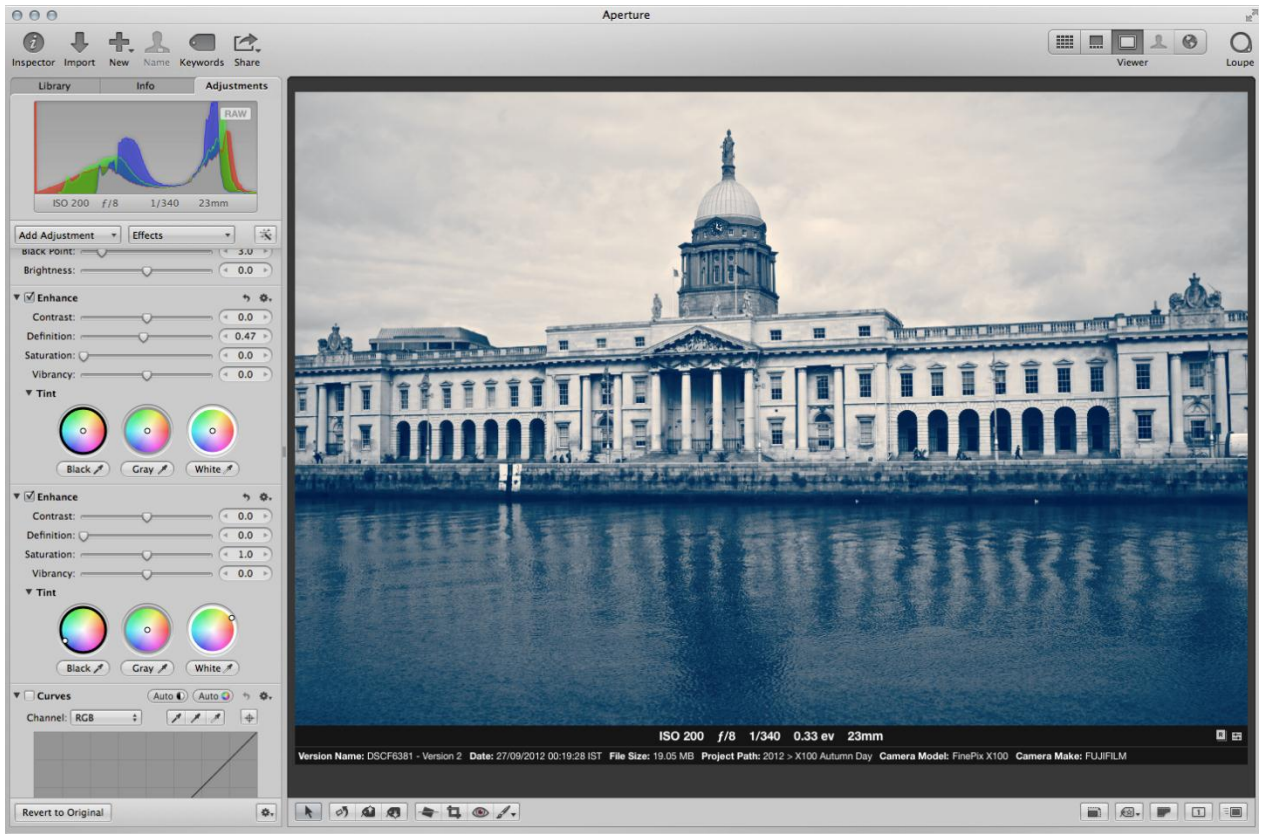 Aperture
Inspector Import New Name Keywords Share
Viewer
Loupe
Library Info Adjustments
RAW
ISO 200 ƒ/8 1/340 23mm
Add Adjustment Effects
Black Point: 3.0
Brightness: 0.0
Enhance
Contrast: 0.0
Definition: 0.47
Saturation: 0.0
Vibrancy: 0.0
Tint
Black Gray White
Enhance
Contrast: 0.0
Definition: 0.0
Saturation: 1.0
Vibrancy: 0.0
Tint
Black Gray White
Curves Auto Auto
Channel: RGB
Revert to Original
ISO 200 ƒ/8 1/340 0.33 ev 23mm
Version Name: DSCF6381 - Version 2 Date: 27/09/2012 00:19:28 IST File Size: 19.05 MB Project Path: 2012 > X100 Autumn Day Camera Model: FinePix X100 Camera Make: FUJIFILM
1